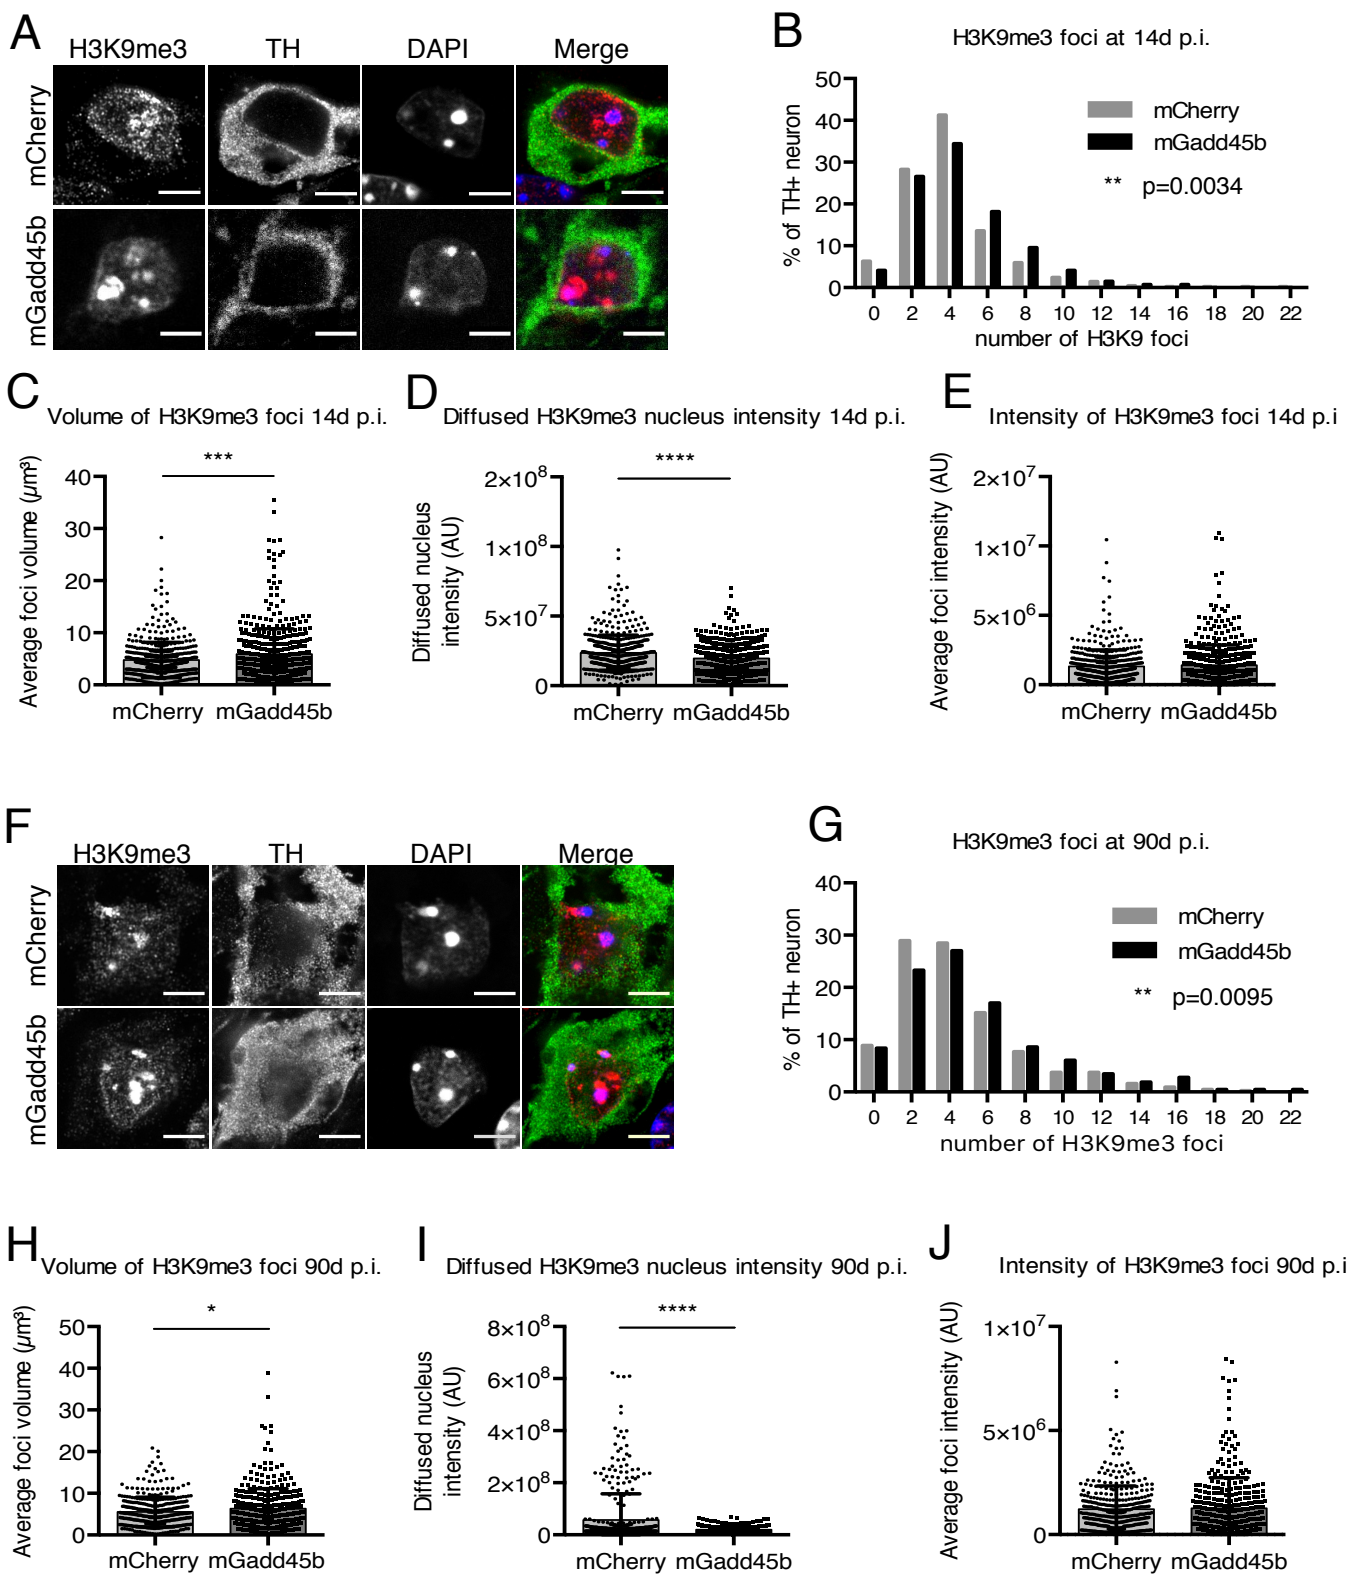 A
H3K9me3 TH DAPI Merge
mCherry
mGadd45b
B
H3K9me3 foci at 14d p.i.
% of TH+ neuron
50
40
30
20
10
0
mCherry
mGadd45b
** p=0.0034
0 2 4 6 8 10 12 14 16 18 20 22
number of H3K9 foci
C
Volume of H3K9me3 foci 14d p.i.
Average foci volume (µm³)
***
40
30
20
10
0
mCherry mGadd45b
D
Diffused H3K9me3 nucleus intensity 14d p.i.
Diffused nucleus
intensity (AU)
****
2×10⁸
1×10⁸
5×10⁷
0
mCherry mGadd45b
E
Intensity of H3K9me3 foci 14d p.i
Average foci intensity (AU)
2×10⁷
1×10⁷
5×10⁶
0
mCherry mGadd45b
F
H3K9me3 TH DAPI Merge
mCherry
mGadd45b
G
H3K9me3 foci at 90d p.i.
% of TH+ neuron
40
30
20
10
0
mCherry
mGadd45b
** p=0.0095
0 2 4 6 8 10 12 14 16 18 20 22
number of H3K9me3 foci
H
Volume of H3K9me3 foci 90d p.i.
Average foci volume (µm³)
*
50
40
30
20
10
0
mCherry mGadd45b
I
Diffused H3K9me3 nucleus intensity 90d p.i.
Diffused nucleus
intensity (AU)
****
8×10⁸
6×10⁸
4×10⁸
2×10⁸
0
mCherry mGadd45b
J
Intensity of H3K9me3 foci 90d p.i
Average foci intensity (AU)
1×10⁷
5×10⁶
0
mCherry mGadd45b